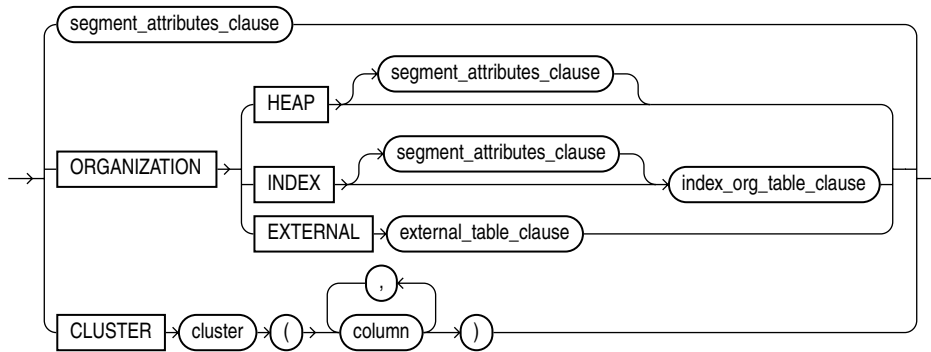 segment_attributes_clause
segment_attributes_clause
HEAP
segment_attributes_clause
ORGANIZATION
INDEX
index_org_table_clause
EXTERNAL
external_table_clause
,
CLUSTER
cluster
(
column
)